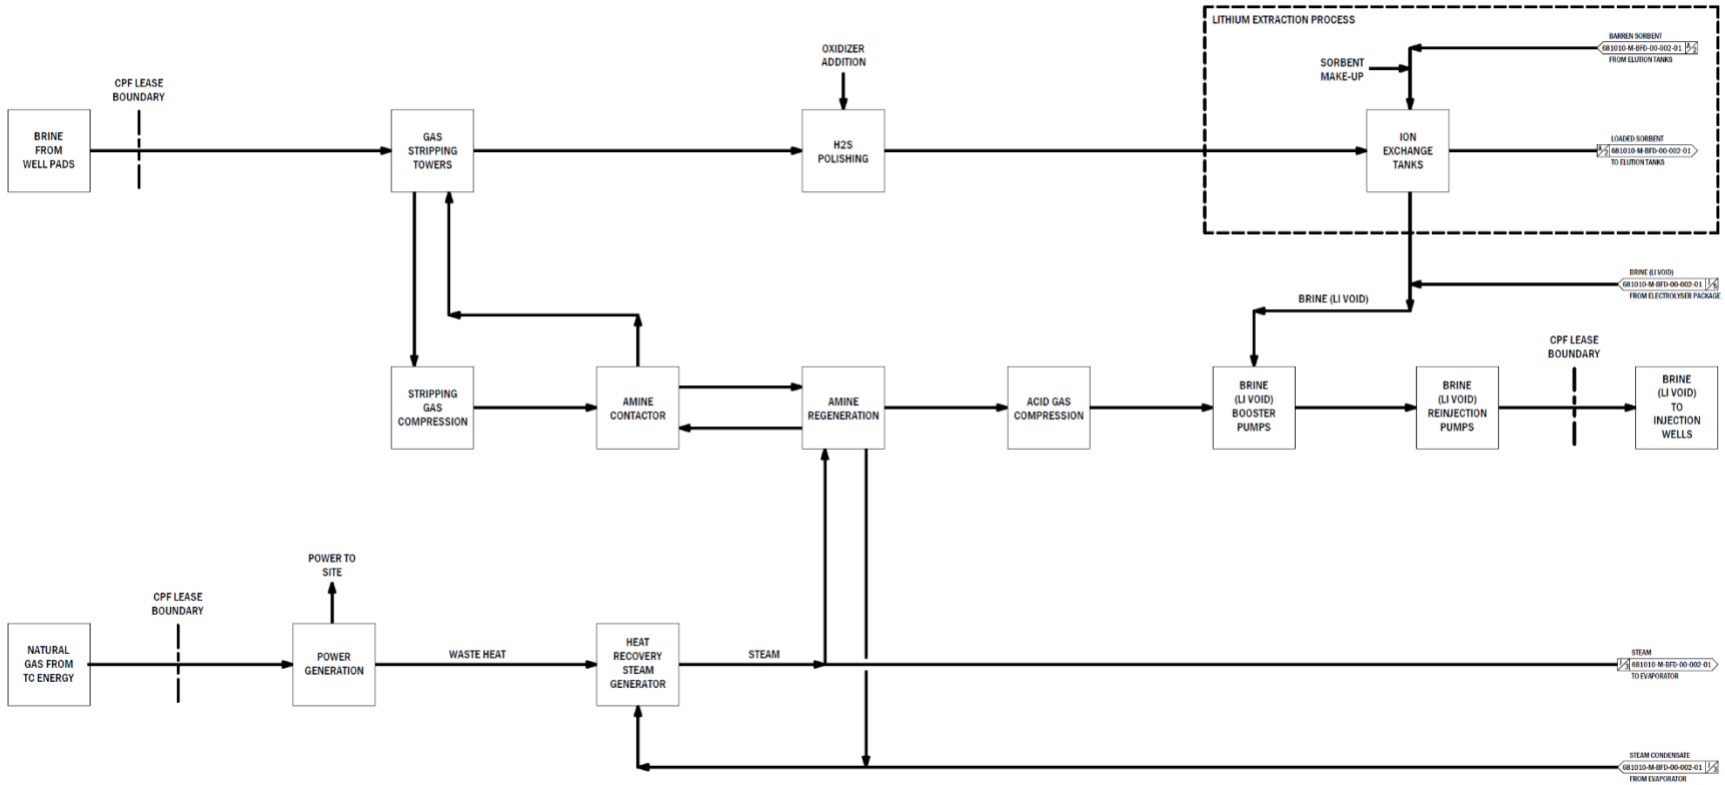 LITHIUM EXTRACTION PROCESS
BARREN SORBENT
681010-M-BFD-00-002-01
FROM ELUTION TANKS
OXIDIZER
ADDITION
SORBENT
MAKE-UP
CPF LEASE
BOUNDARY
BRINE
FROM
WELL PADS
GAS
STRIPPING
TOWERS
H2S
POLISHING
ION
EXCHANGE
TANKS
LOADED SORBENT
681010-M-BFD-00-002-01
TO ELUTION TANKS
BRINE (LI VOID)
681010-M-BFD-00-002-01
FROM ELECTROLYSER PACKAGE
BRINE (LI VOID)
CPF LEASE
BOUNDARY
STRIPPING
GAS
COMPRESSION
AMINE
CONTACTOR
AMINE
REGENERATION
ACID GAS
COMPRESSION
BRINE
(LI VOID)
BOOSTER
PUMPS
BRINE
(LI VOID)
REINJECTION
PUMPS
BRINE
(LI VOID)
TO
INJECTION
WELLS
POWER TO
SITE
CPF LEASE
BOUNDARY
NATURAL
GAS FROM
TC ENERGY
POWER
GENERATION
WASTE HEAT
HEAT
RECOVERY
STEAM
GENERATOR
STEAM
STEAM
681010-M-BFD-00-002-01
TO EVAPORATOR
STEAM CONDENSATE
681010-M-BFD-00-002-01
FROM EVAPORATOR